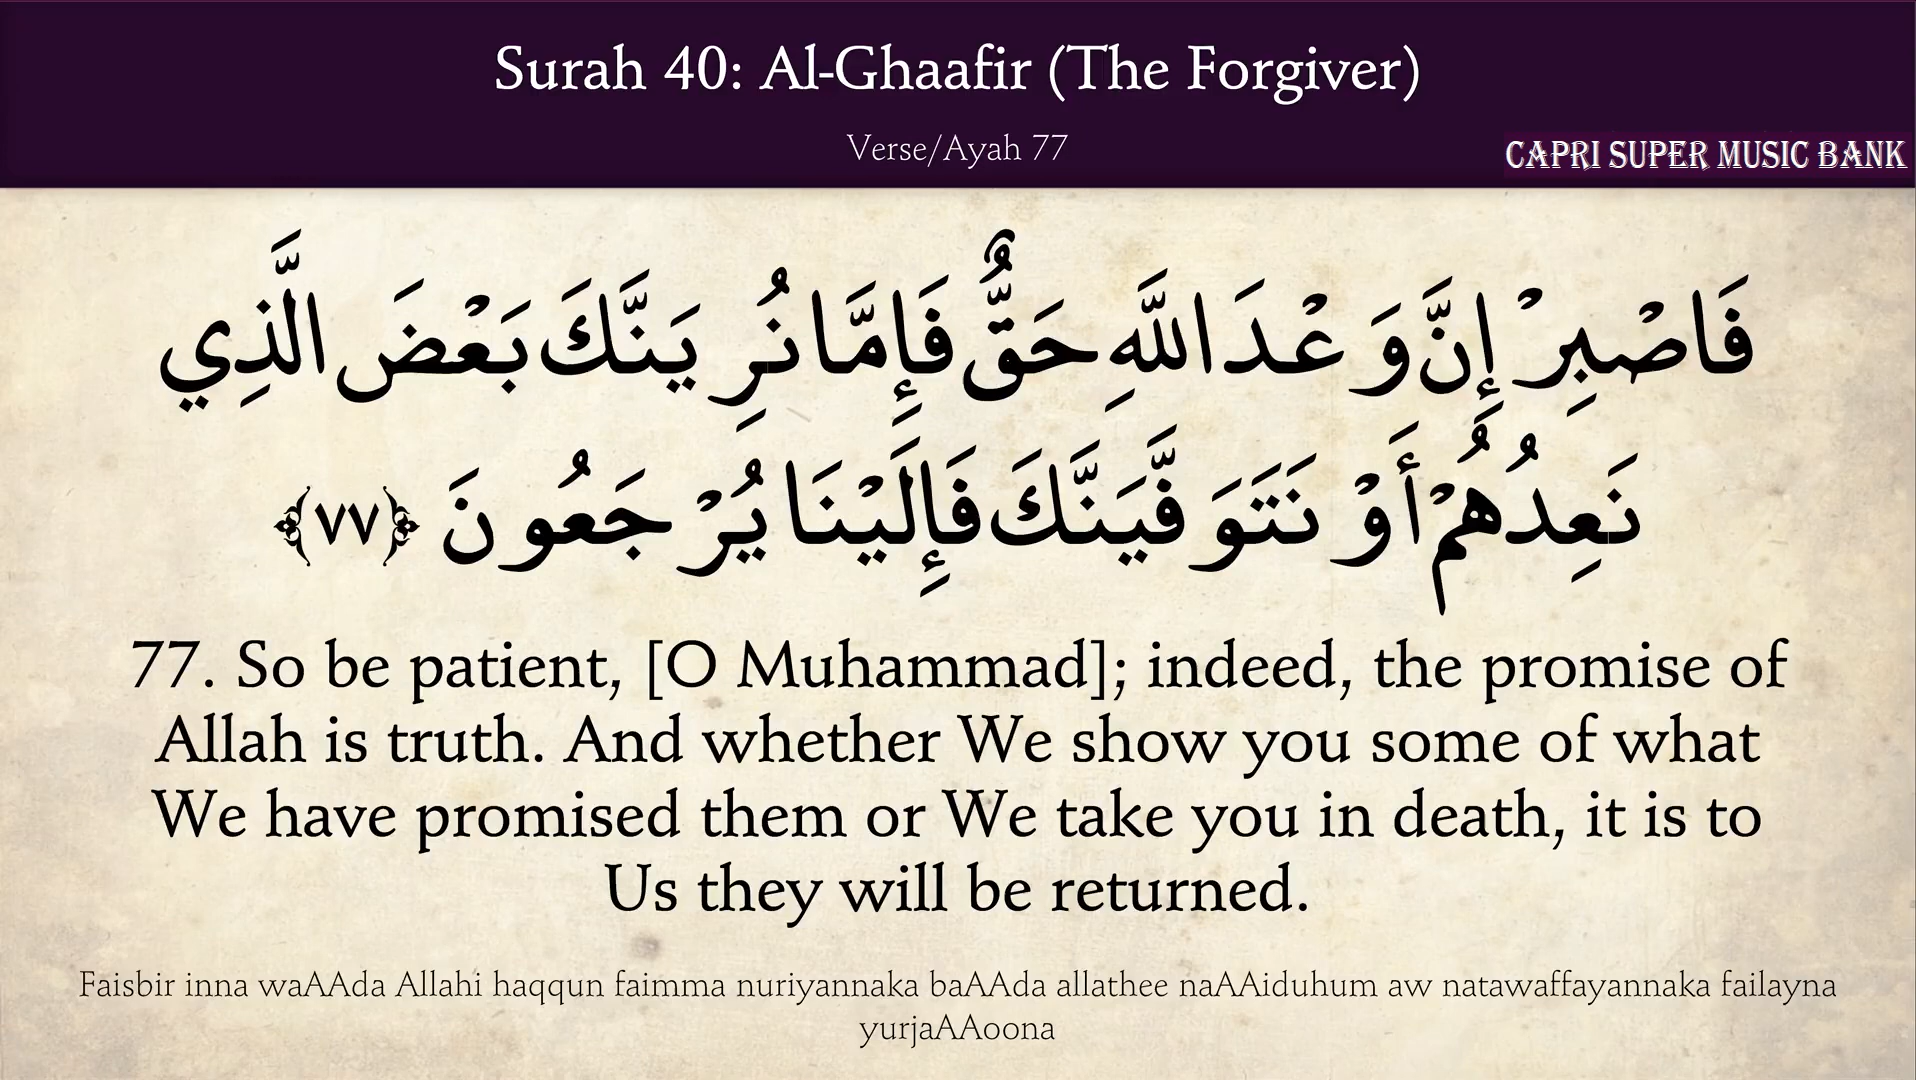 Surah 40: Al-Ghaafir (The Forgiver)
Verse/Ayah 77
CAPRI SUPER MUSIC BANK
فَاصْبِرْ إِنَّ وَعْدَ اللَّهِ حَقٌّ فَإِمَّا نُرِيَنَّكَ بَعْضَ الَّذِي
نَعِدُهُمْ أَوْ نَتَوَفَّيَنَّكَ فَإِلَيْنَا يُرْجَعُونَ ﴿٧٧﴾
77. So be patient, [O Muhammad]; indeed, the promise of
Allah is truth. And whether We show you some of what
We have promised them or We take you in death, it is to
Us they will be returned.
Faisbir inna waAAda Allahi haqqun faimma nuriyannaka baAAda allathee naAAiduhum aw natawaffayannaka failayna
yurjaAAoona